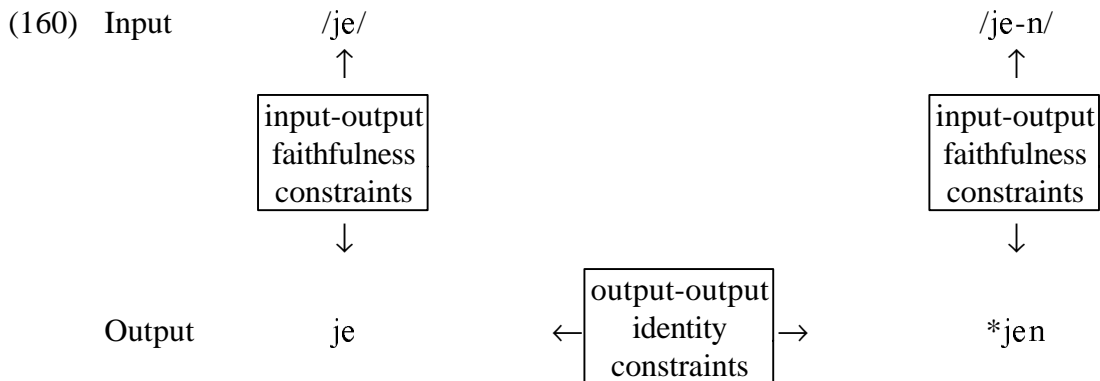 (160) Input /je/ /je-n/
↑ ↑
input-output input-output
faithfulness faithfulness
constraints constraints
↓ ↓
output-output
Output je ← identity → *jen
constraints